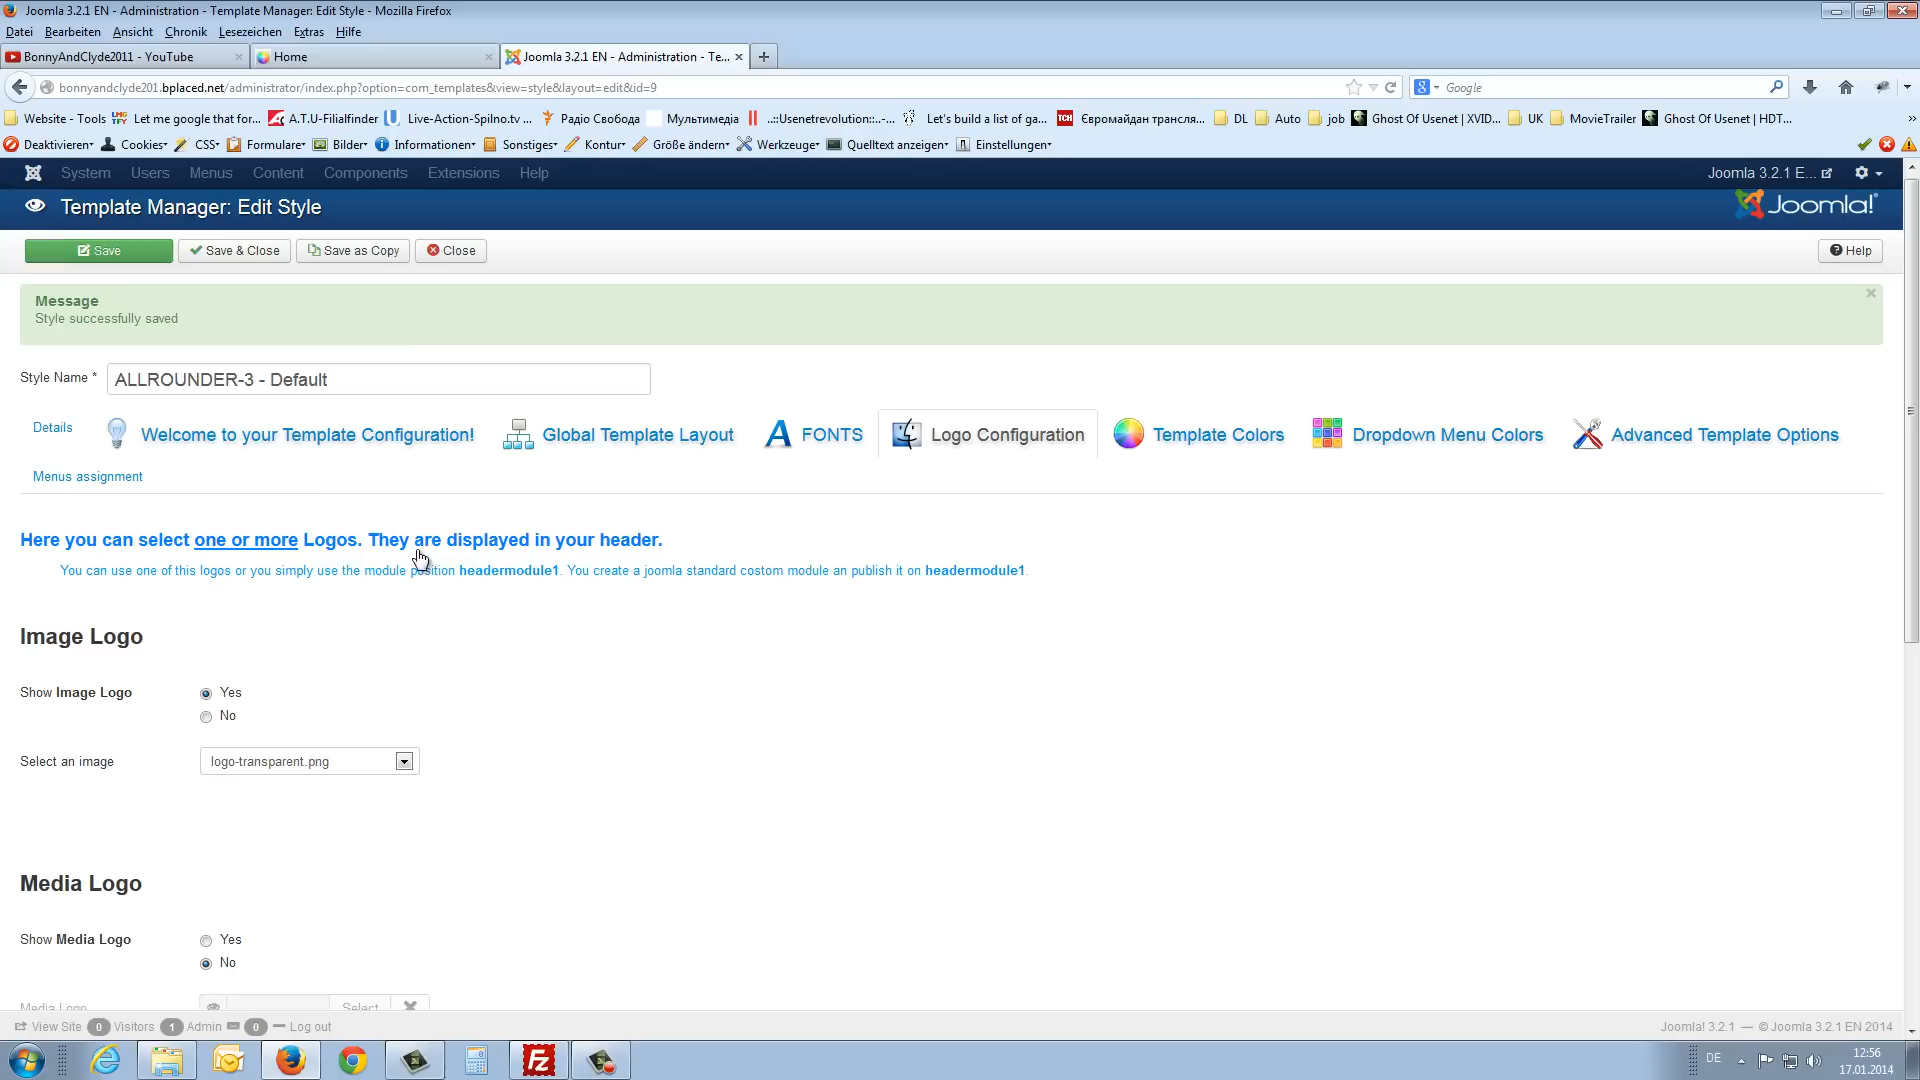 Joomla 3.2.1 EN - Administration - Template Manager: Edit Style - Mozilla Firefox
Datei Bearbeiten Ansicht Chronik Lesezeichen Extras Hilfe
BonnyAndClyde2011 - YouTube Home Joomla 3.2.1 EN - Administration - Te...
bonnyandclyde201.bplaced.net/administrator/index.php?option=com_templates&view=style&layout=edit&id=9 Google
Website - Tools Let me google that for... A.T.U-Filialfinder Live-Action-Spilno.tv ... Радіо Свобода Мультимедиа ..::Usenetrevolution::..-... Let's build a list of ga... Євромайдан трансля... DL Auto job Ghost Of Usenet | XVID... UK MovieTrailer Ghost Of Usenet | HDT...
Deaktivieren Cookies CSS Formulare Bilder Informationen Sonstiges Kontur Größe ändern Werkzeuge Quelltext anzeigen Einstellungen
System Users Menus Content Components Extensions Help Joomla 3.2.1 E...
Template Manager: Edit Style Joomla!
Save Save & Close Save as Copy Close Help
Message
Style successfully saved
Style Name * ALLROUNDER-3 - Default
Details Welcome to your Template Configuration! Global Template Layout FONTS Logo Configuration Template Colors Dropdown Menu Colors Advanced Template Options
Menus assignment
Here you can select one or more Logos. They are displayed in your header.
You can use one of this logos or you simply use the module position headermodule1. You create a joomla standard costom module an publish it on headermodule1.
Image Logo
Show Image Logo Yes
No
Select an image logo-transparent.png
Media Logo
Show Media Logo Yes
No
Media Logo Select
View Site 0 Visitors 1 Admin 0 Log out Joomla! 3.2.1 — © Joomla 3.2.1 EN 2014
DE 12:56
17.01.2014